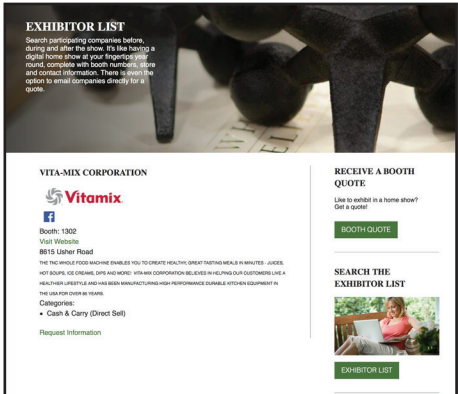 EXHIBITOR LIST
Search participating companies before,
during and after the show. It's like having a
digital home show at your fingertips year
round, complete with booth numbers, store
and contact information. There is even the
option to email companies directly for a
quote.
VITA-MIX CORPORATION
Vitamix
Booth: 1302
Visit Website
8615 Usher Road
THE TNC WHOLE FOOD MACHINE ENABLES YOU TO CREATE HEALTHY, GREAT-TASTING MEALS IN MINUTES - JUICES,
HOT SOUPS, ICE CREAMS, DIPS AND MORE! VITA-MIX CORPORATION BELIEVES IN HELPING OUR CUSTOMERS LIVE A
HEALTHIER LIFESTYLE AND HAS BEEN MANUFACTURING HIGH PERFORMANCE DURABLE KITCHEN EQUIPMENT IN
THE USA FOR OVER 85 YEARS.
Categories:
• Cash & Carry (Direct Sell)
Request Information
RECEIVE A BOOTH
QUOTE
Like to exhibit in a home show?
Get a quote!
BOOTH QUOTE
SEARCH THE
EXHIBITOR LIST
EXHIBITOR LIST